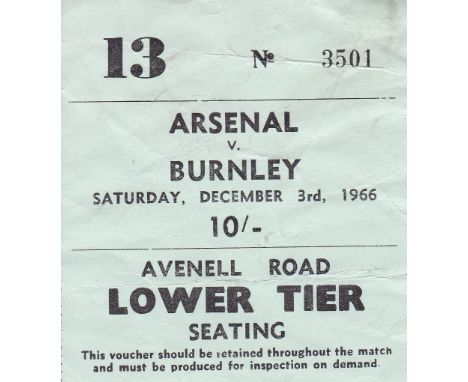 13 No 3501
ARSENAL
v.
BURNLEY
SATURDAY, DECEMBER 3rd, 1966
10/-
AVENELL ROAD
LOWER TIER
SEATING
This voucher should be retained throughout the match
and must be produced for inspection on demand.